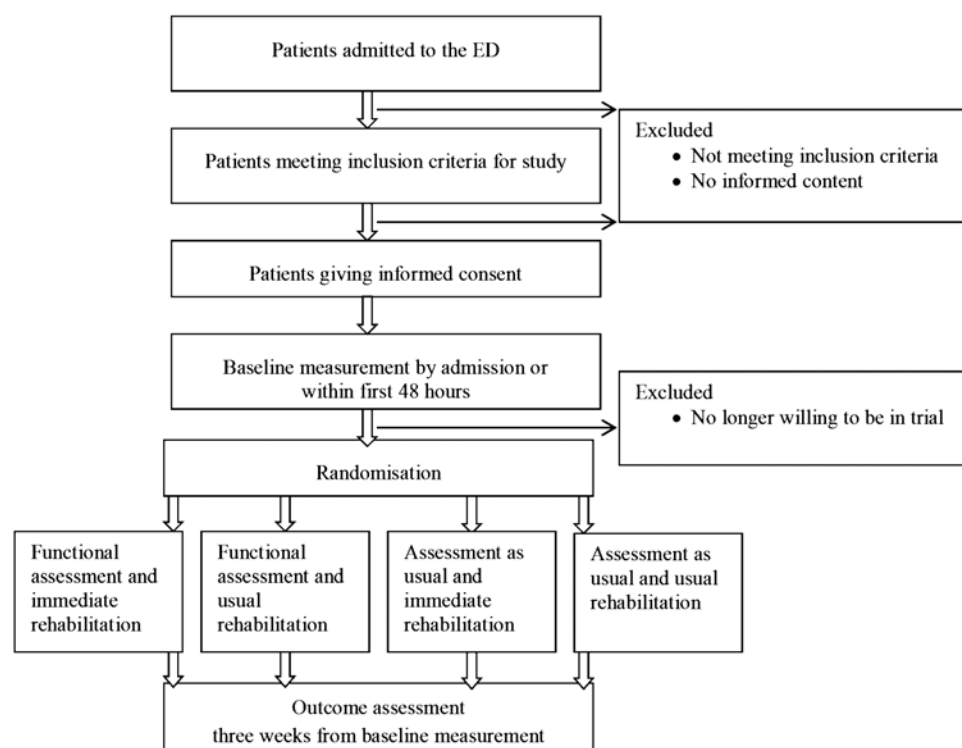 Patients admitted to the ED
Excluded
• Not meeting inclusion criteria
• No informed content
Patients meeting inclusion criteria for study
Patients giving informed consent
Baseline measurement by admission or
within first 48 hours
Excluded
• No longer willing to be in trial
Randomisation
Functional
assessment and
immediate
rehabilitation
Functional
assessment and
usual
rehabilitation
Assessment as
usual and
immediate
rehabilitation
Assessment as
usual and usual
rehabilitation
Outcome assessment
three weeks from baseline measurement